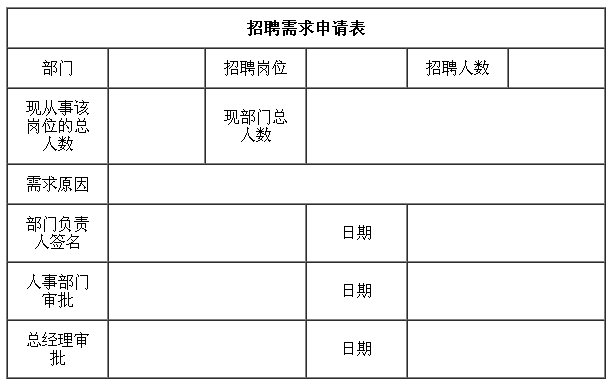 招聘需求申请表
部门 招聘岗位 招聘人数
现从事该
岗位的总
人数
现部门总
人数
需求原因
部门负责
人签名
日期
人事部门
审批
日期
总经理审
批
日期